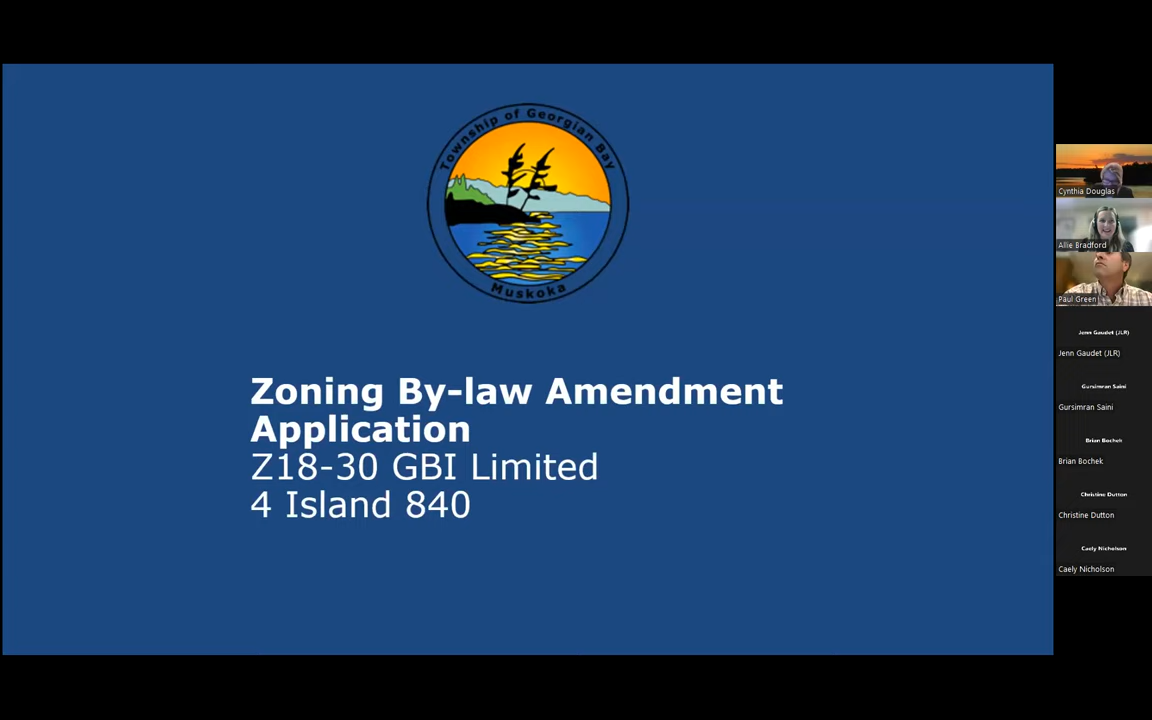 Township of Georgian Bay
Muskoka
Zoning By-law Amendment
Application
Z18-30 GBI Limited
4 Island 840
Cynthia Douglas
Allie Bradford
Paul Green
Jenn Gaudet (JLR)
Jenn Gaudet (JLR)
Gursimran Saini
Gursimran Saini
Brian Bochek
Brian Bochek
Christine Dutton
Christine Dutton
Caely Nicholson
Caely Nicholson